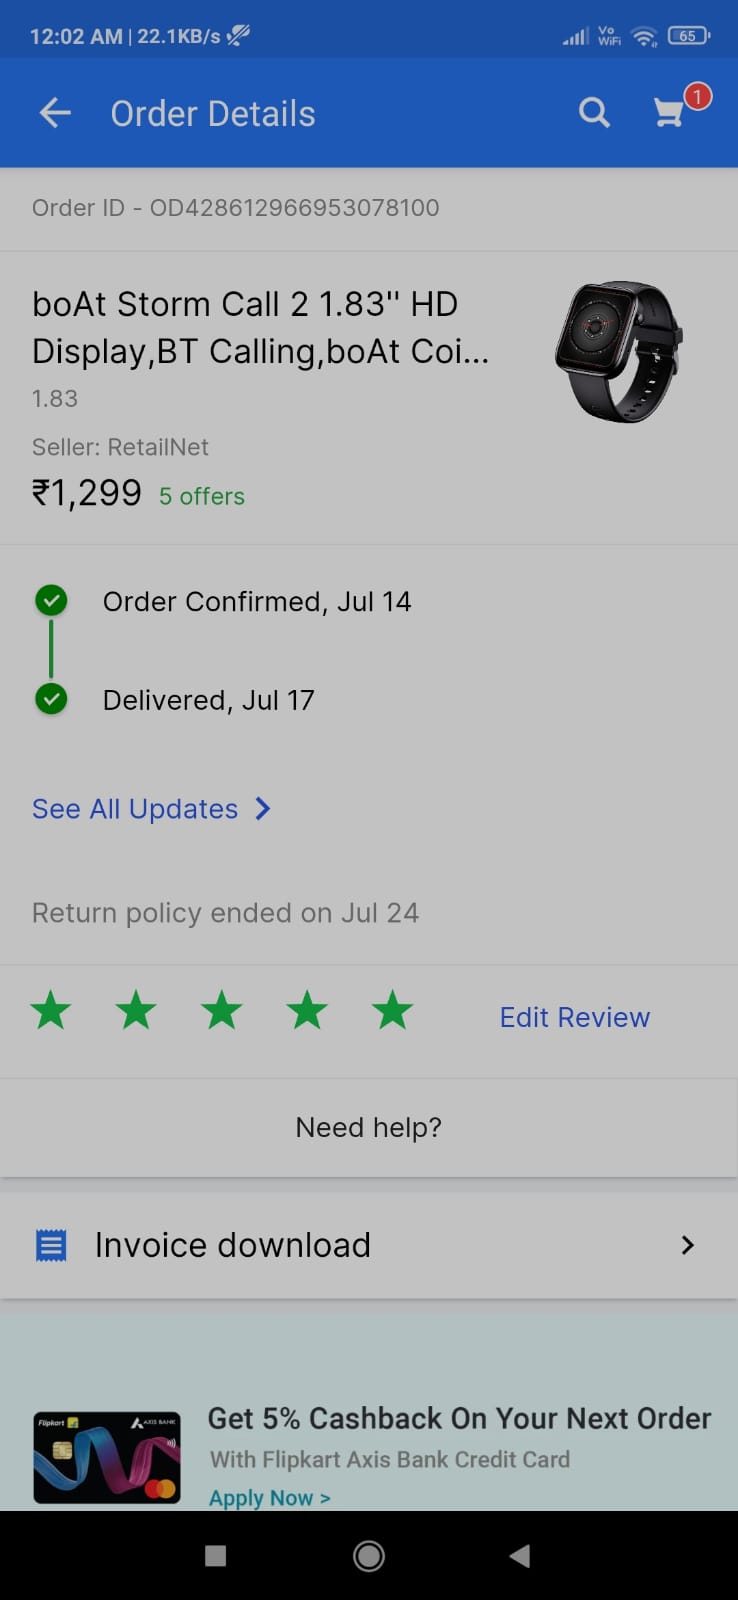 12:02 AM | 22.1KB/s
Vo
WiFi
65
Order Details
1
Order ID - OD428612966953078100
boAt Storm Call 2 1.83" HD
Display,BT Calling,boAt Coi...
1.83
Seller: RetailNet
₹1,299 5 offers
Order Confirmed, Jul 14
Delivered, Jul 17
See All Updates
Return policy ended on Jul 24
Edit Review
Need help?
Invoice download
Flipkart
AXIS BANK
Get 5% Cashback On Your Next Order
With Flipkart Axis Bank Credit Card
Apply Now >